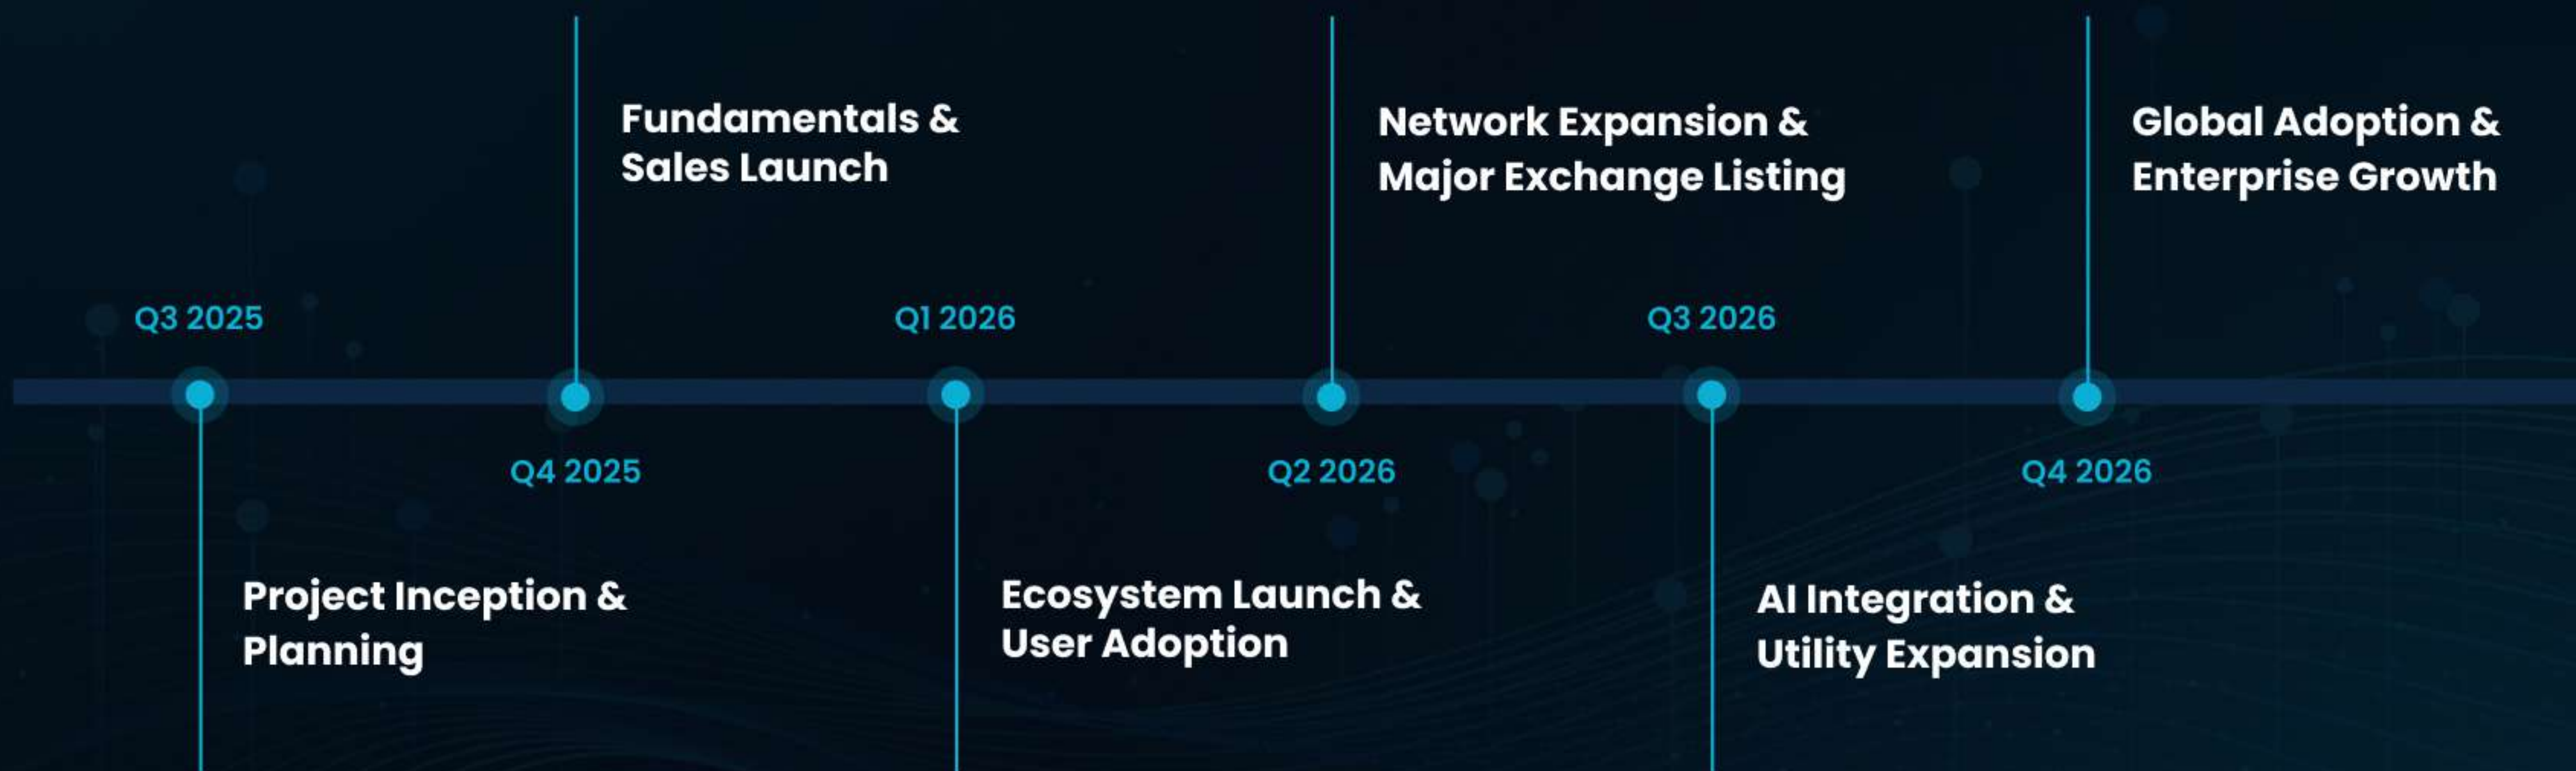 Q3 2025
Project Inception &
Planning
Fundamentals &
Sales Launch
Q4 2025
Q1 2026
Ecosystem Launch &
User Adoption
Network Expansion &
Major Exchange Listing
Q2 2026
Q3 2026
AI Integration &
Utility Expansion
Global Adoption &
Enterprise Growth
Q4 2026